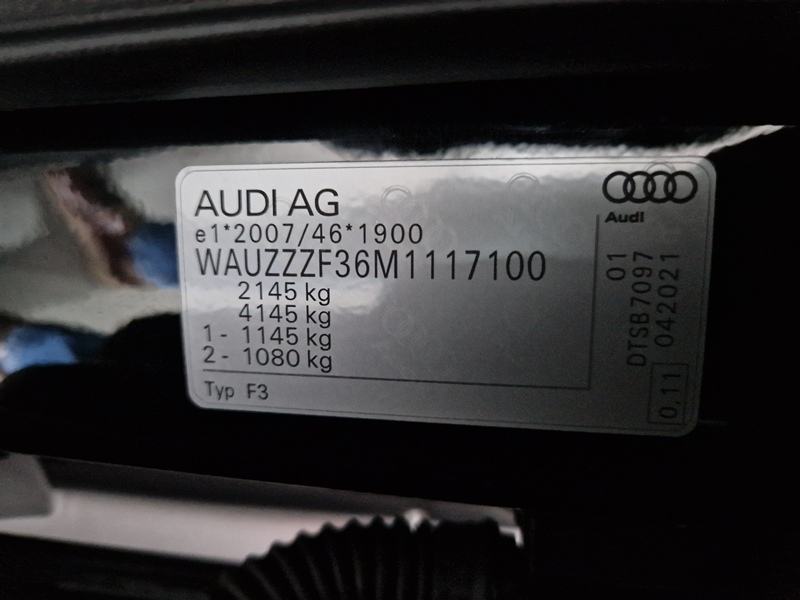 AUDI AG
e1*2007/46*1900
WAUZZZF36M1117100
2145 kg
4145 kg
1 - 1145 kg
2 - 1080 kg
Typ F3
Audi
01
DTSB7097
042021
0,11